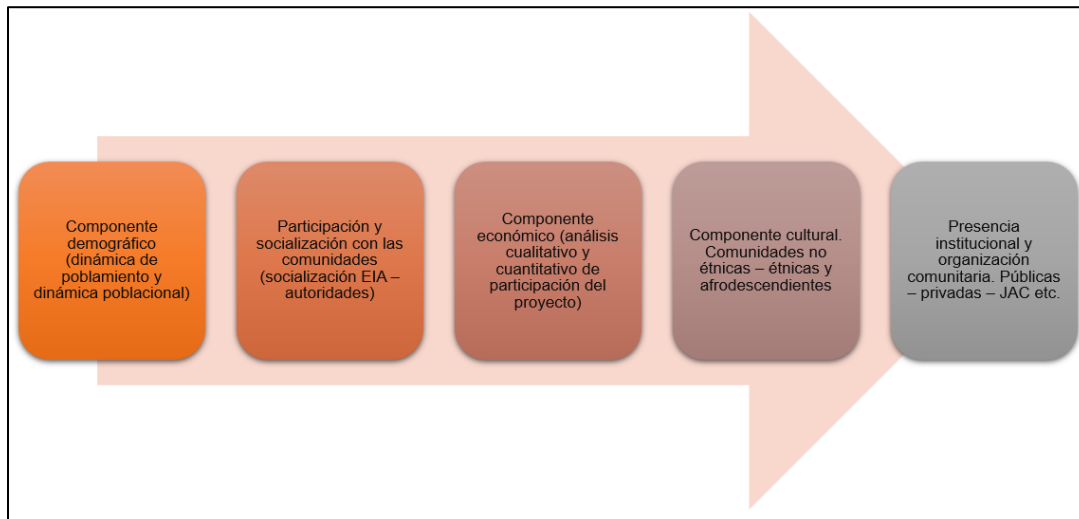 Componente
demográfico
(dinámica de
poblamiento y
dinámica poblacional)
Participación y
socialización con las
comunidades
(socialización EIA –
autoridades)
Componente
económico (análisis
cualitativo y
cuantitativo de
participación del
proyecto)
Componente cultural.
Comunidades no
étnicas – étnicas y
afrodescendientes
Presencia
institucional y
organización
comunitaria. Públicas
– privadas – JAC etc.